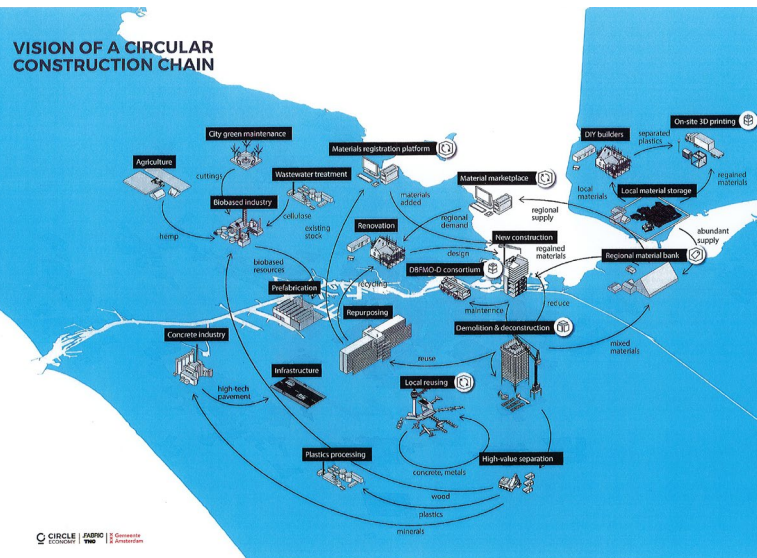 VISION OF A CIRCULAR
CONSTRUCTION CHAIN
City green maintenance
On-site 3D printing
DIY builders
separated
plastics
Agriculture
Materials registration platform
cuttings
Wastewater treatment
Material marketplace
regained
materials
local
materials
Local material storage
Biobased industry
materials
added
cellulose
regional
demand
regional
supply
existing
stock
hemp
Renovation
New construction
abundant
supply
design
regained
materials
Regional material bank
biobased
resources
DBFMO-D consortium
recycling
Prefabrication
maintennce
reduce
Repurposing
Demolition & deconstruction
Concrete industry
mixed
materials
reuse
Infrastructure
Local reusing
high-tech
pavement
Plastics processing
High-value separation
concrete, metals
wood
plastics
minerals
CIRCLE
ECONOMY
FABRIC
TNO
Gemeente
Amsterdam